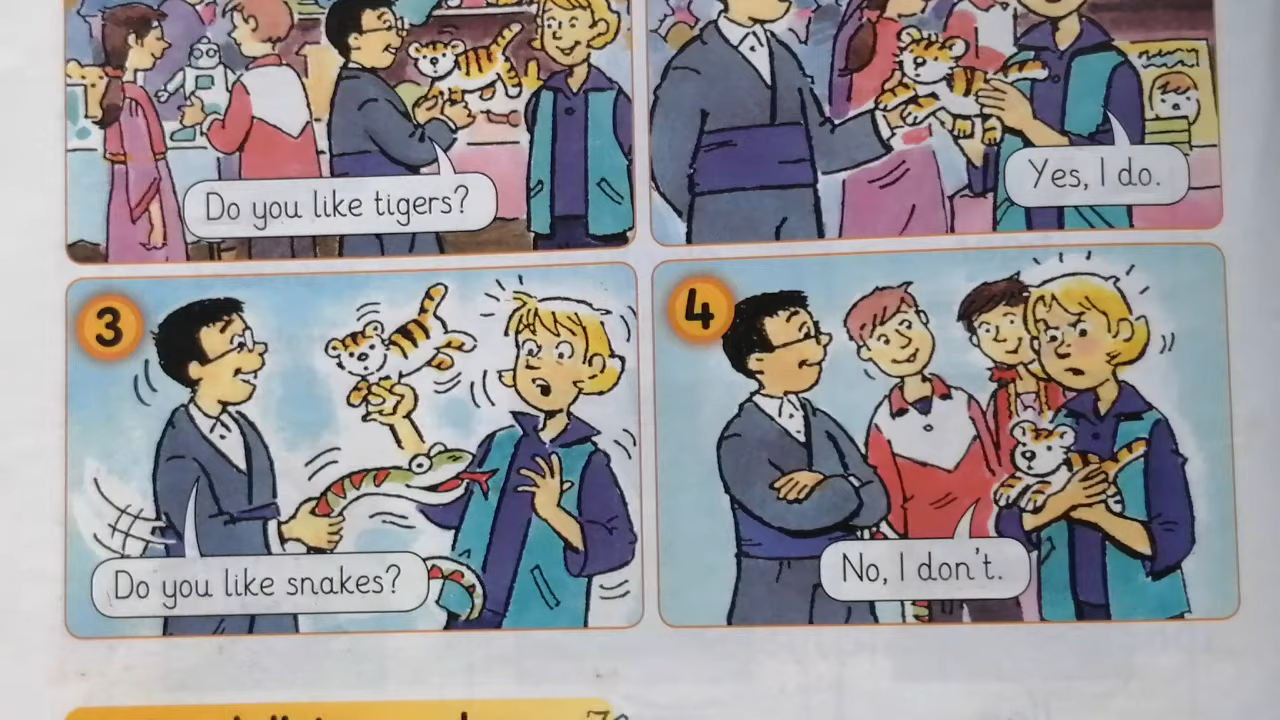 Do you like tigers?
Yes, I do.
3
Do you like snakes?
4
No, I don't.